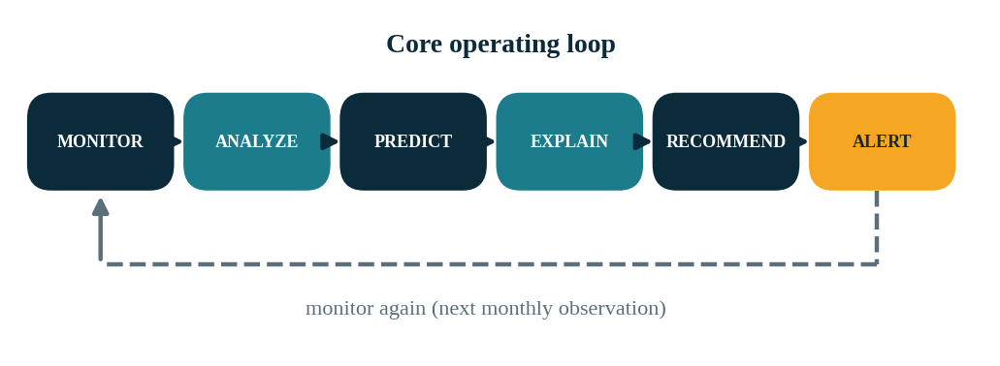 Core operating loop
MONITOR
ANALYZE
PREDICT
EXPLAIN
RECOMMEND
ALERT
monitor again (next monthly observation)